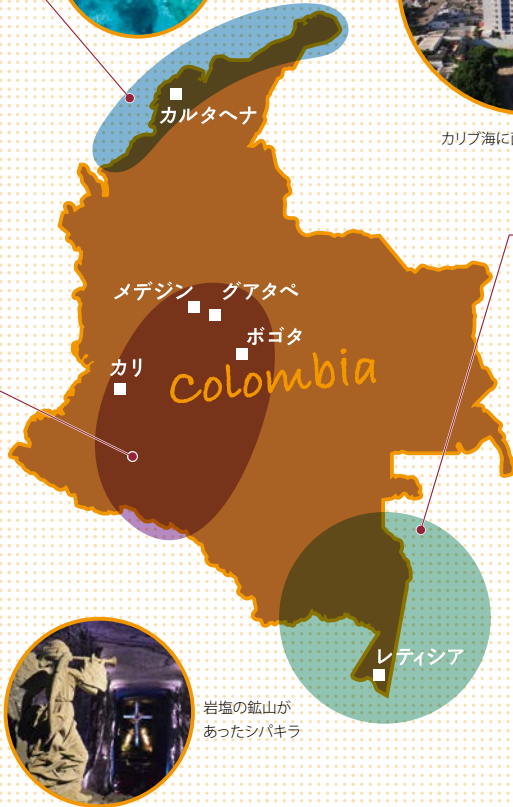 カルタヘナ
カリブ海に
メデジン
グアタペ
ボゴタ
カリ
Colombia
レティシア
岩塩の鉱山が
あったシパキラ